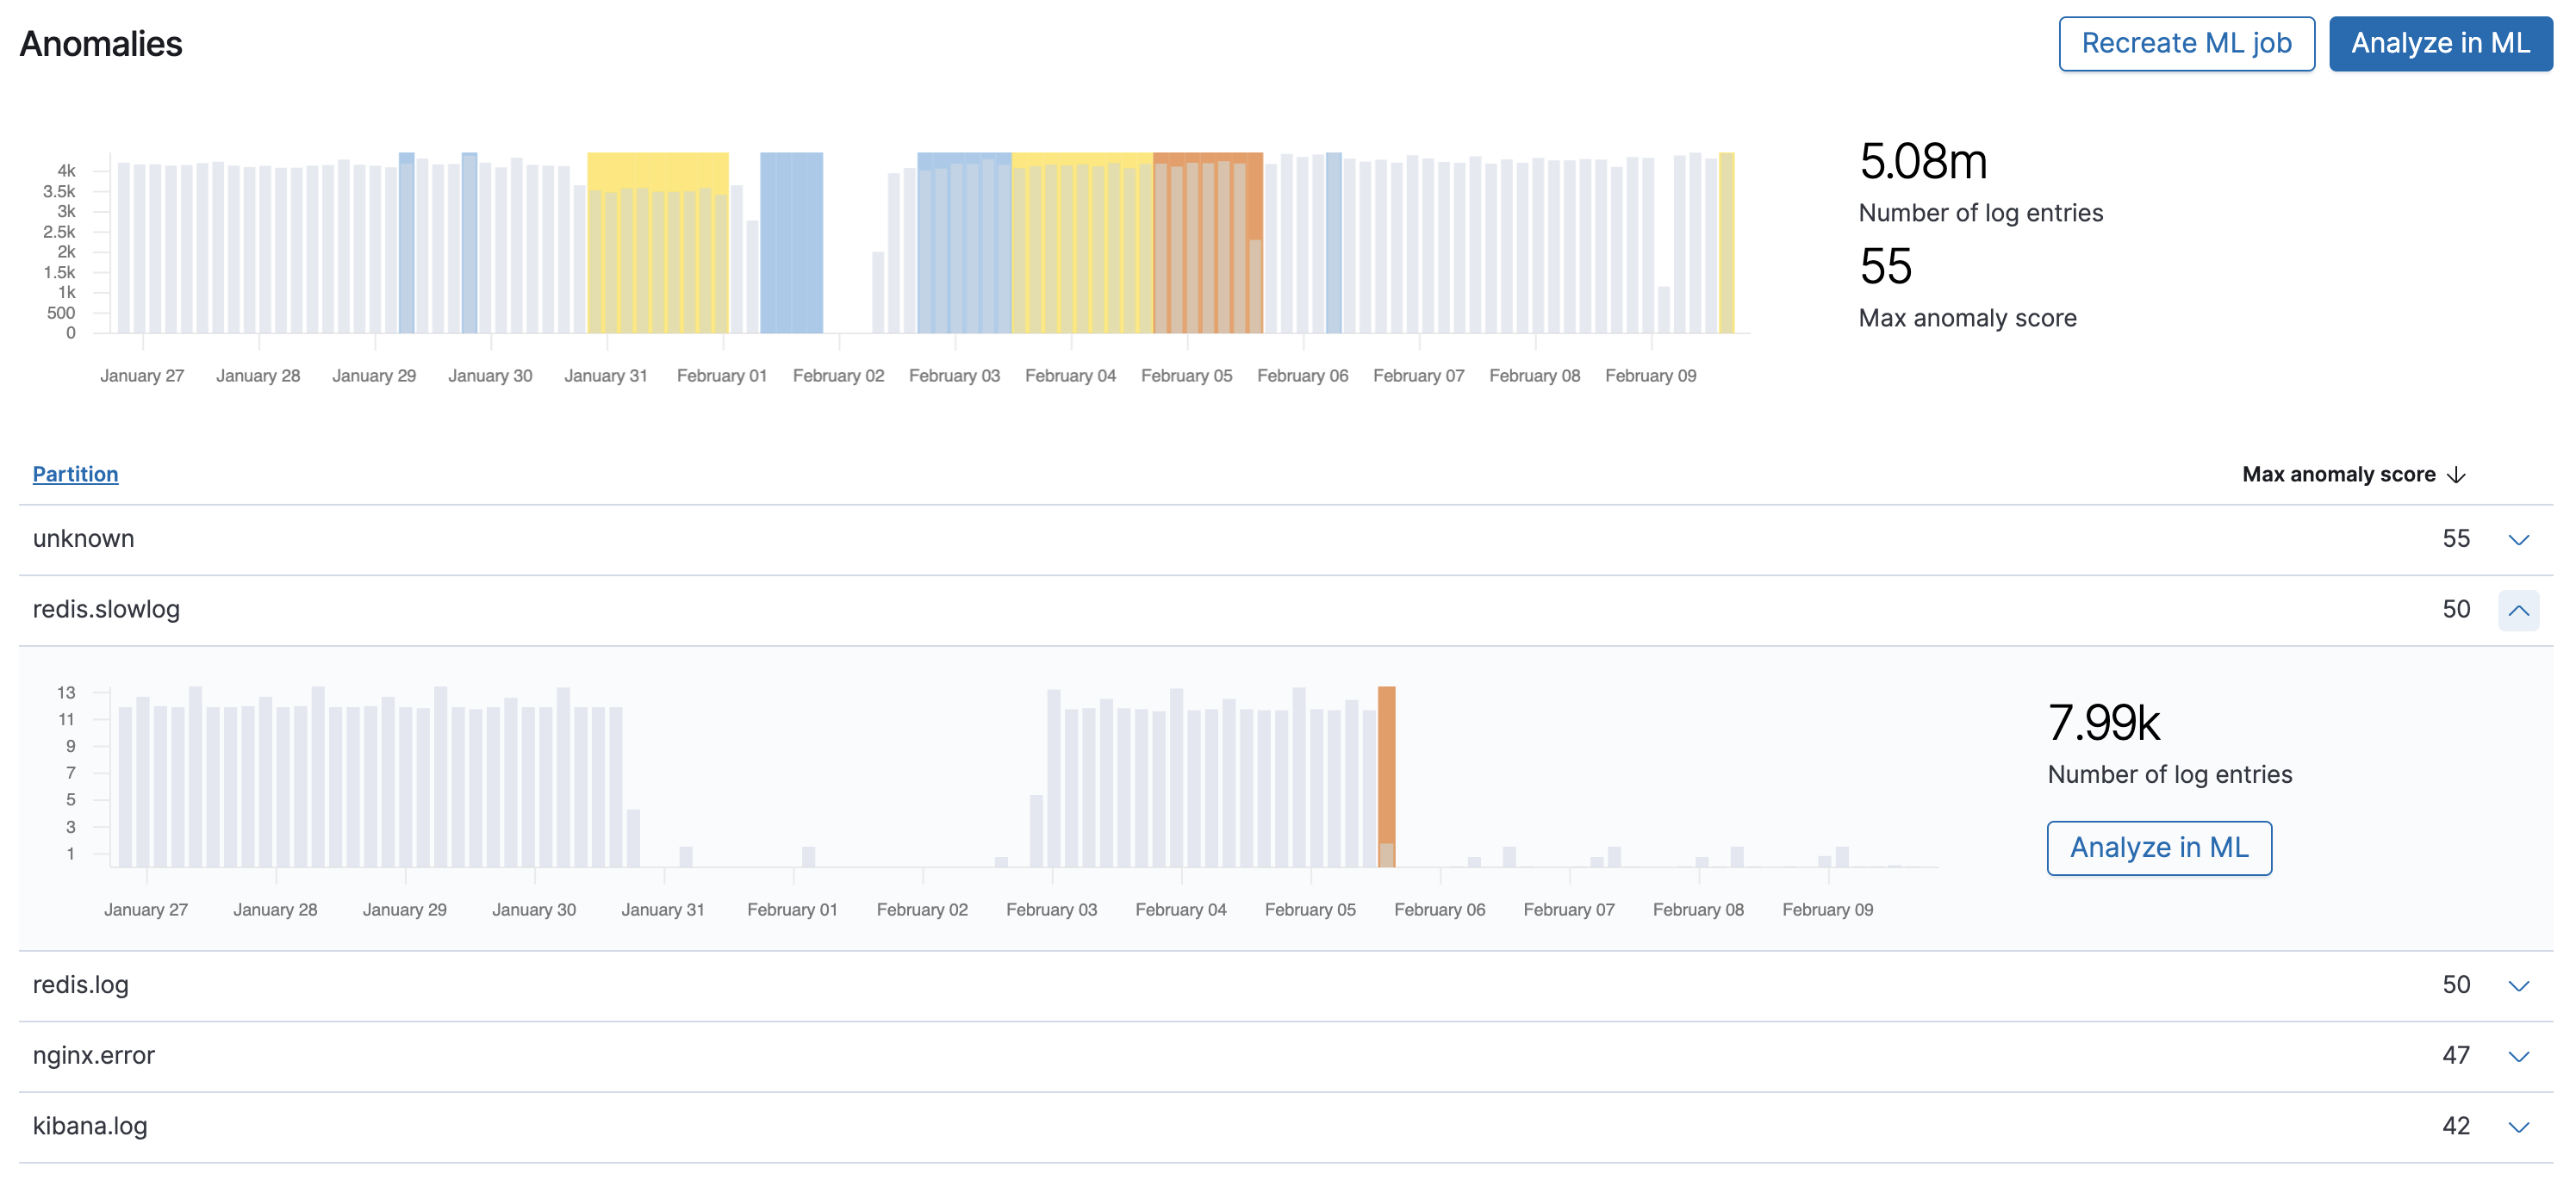 Anomalies
Recreate ML job
Analyze in ML
4k
3.5k
3k
2.5k
2k
1.5k
1k
500
0
January 27 January 28 January 29 January 30 January 31 February 01 February 02 February 03 February 04 February 05 February 06 February 07 February 08 February 09
5.08m
Number of log entries
55
Max anomaly score
Partition Max anomaly score
unknown 55
redis.slowlog 50
13
11
9
7
5
3
1
January 27 January 28 January 29 January 30 January 31 February 01 February 02 February 03 February 04 February 05 February 06 February 07 February 08 February 09
7.99k
Number of log entries
Analyze in ML
redis.log 50
nginx.error 47
kibana.log 42